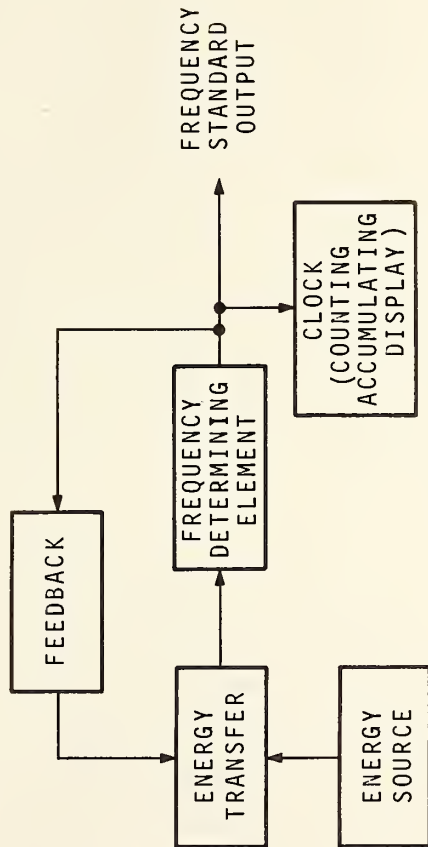 FEEDBACK
ENERGY
TRANSFER
ENERGY
SOURCE
FREQUENCY
DETERMINING
ELEMENT
CLOCK
(COUNTING
ACCUMULATING
DISPLAY)
FREQUENCY
STANDARD
OUTPUT